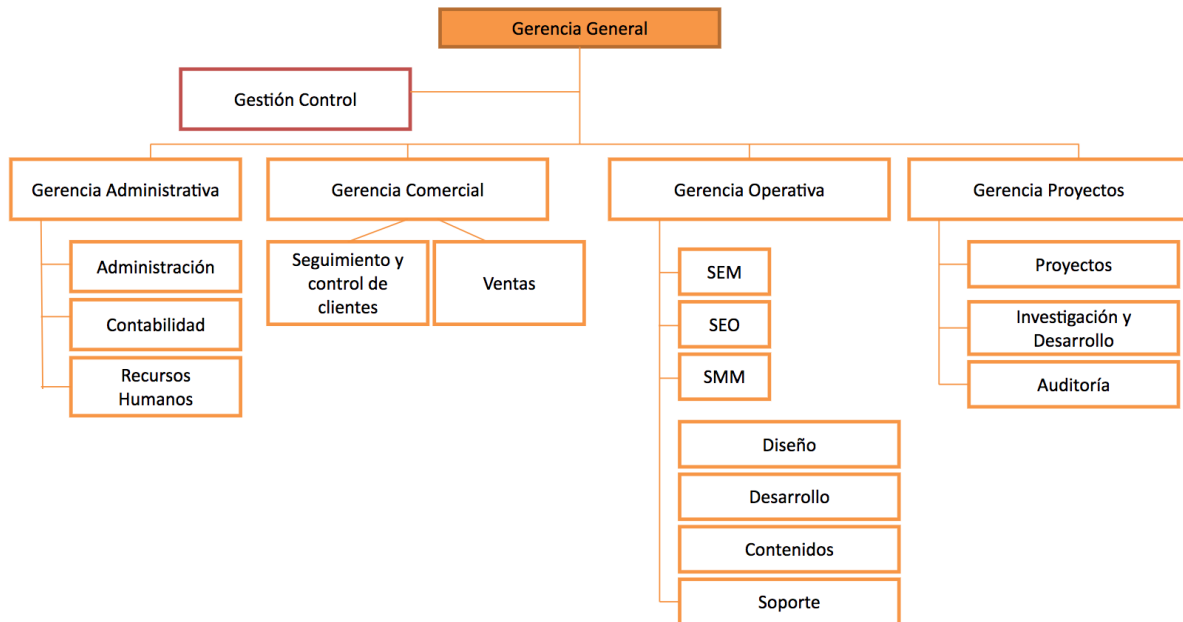 Gerencia General
Gestión Control
Gerencia Administrativa
Gerencia Comercial
Gerencia Operativa
Gerencia Proyectos
Administración
Contabilidad
Recursos
Humanos
Seguimiento y
control de
clientes
Ventas
SEM
SEO
SMM
Diseño
Desarrollo
Contenidos
Soporte
Proyectos
Investigación y
Desarrollo
Auditoría